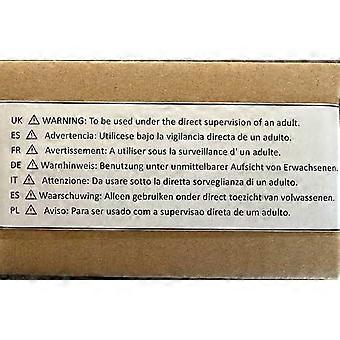 UK ⚠ WARNING: To be used under the direct supervision of an adult.
ES ⚠ Advertencia: Utilicese bajo la vigilancia directa de un adulto.
FR ⚠ Avertissement: A utiliser sous la surveillance d' un adulte.
DE ⚠ Warnhinweis: Benutzung unter unmittelbarer Aufsicht von Erwachsenen.
IT ⚠ Attenzione: Da usare sotto la diretta sorveglianza di un adulto.
ES ⚠ Waarschuwing: Alleen gebruiken onder direct toezicht van volwassenen.
PL ⚠ Aviso: Para ser usado com a supervisao direta de um adulto.